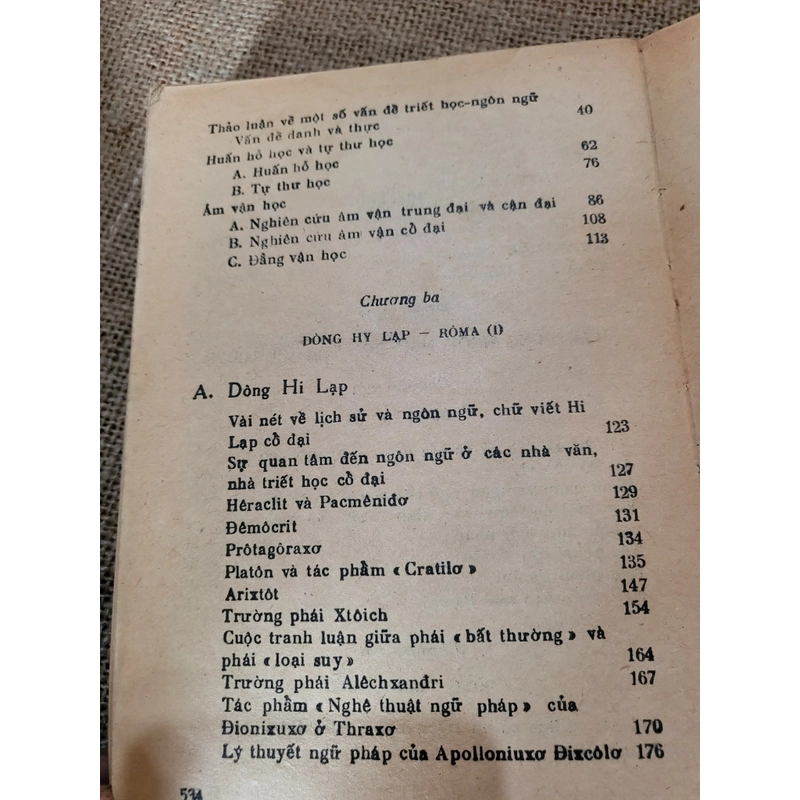 Thảo luận về một số vấn đề triết học-ngôn ngữ
Vấn đề danh và thực 40
Huấn hỗ học và tự thư học
A. Huấn hỗ học 62
B. Tự thư học 76
Âm vận học
A. Nghiên cứu âm vận trung đại và cận đại 86
B. Nghiên cứu âm vận cổ đại 108
C. Đẳng vận học 113
Chương ba
DÒNG HY LẠP — RÔMA (I)
A. Dòng Hi Lạp
Vài nét về lịch sử và ngôn ngữ, chữ viết Hi
Lạp cổ đại 123
Sự quan tâm đến ngôn ngữ ở các nhà văn,
nhà triết học cổ đại 127
Hêraclit và Pacmêniđơ 129
Đêmôcrit 131
Prôtagôraxơ 134
Platôn và tác phẩm «Cratilơ» 135
Arixtôt 147
Trường phái Xtôich 154
Cuộc tranh luận giữa phái «bất thường» và
phái «loại suy» 164
Trường phái Alêchxanđri 167
Tác phẩm «Nghệ thuật ngữ pháp» của
Đionixuxơ ở Thraxơ 170
Lý thuyết ngữ pháp của Apolloniuxơ Đixcôlơ 176
534